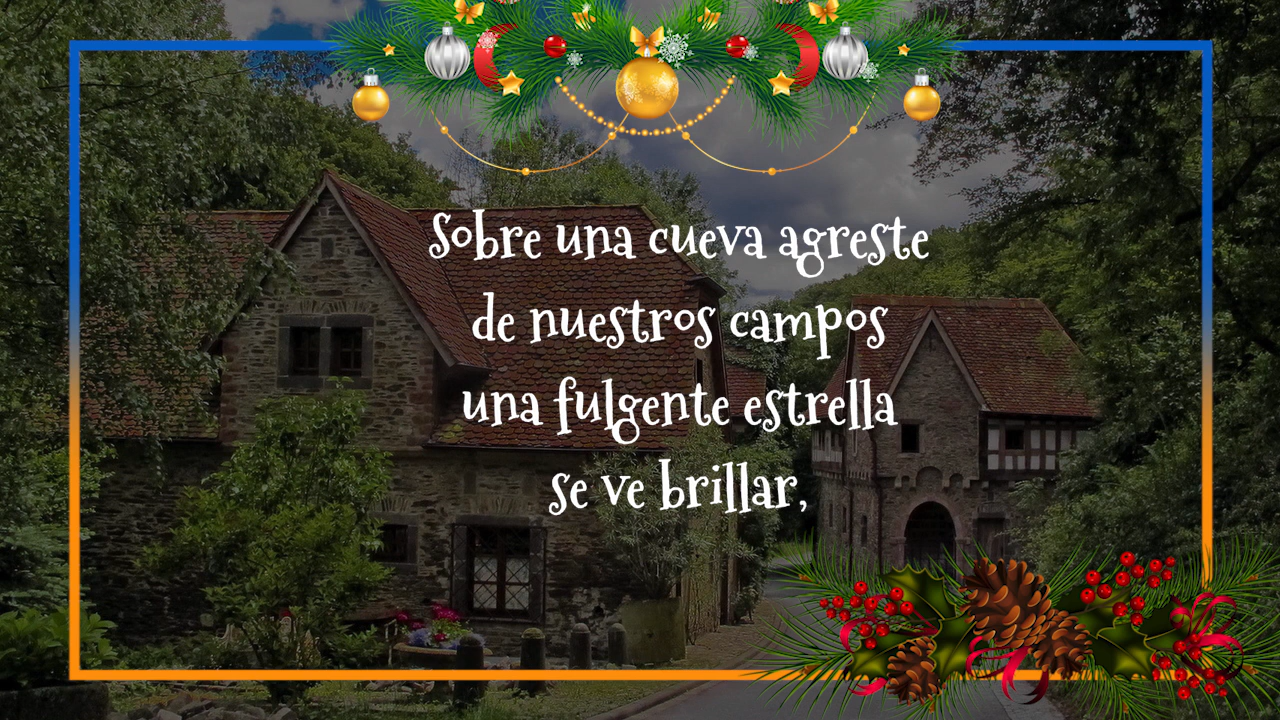 Sobre una cueva agreste
de nuestros campos
una fulgente estrella
se ve brillar,